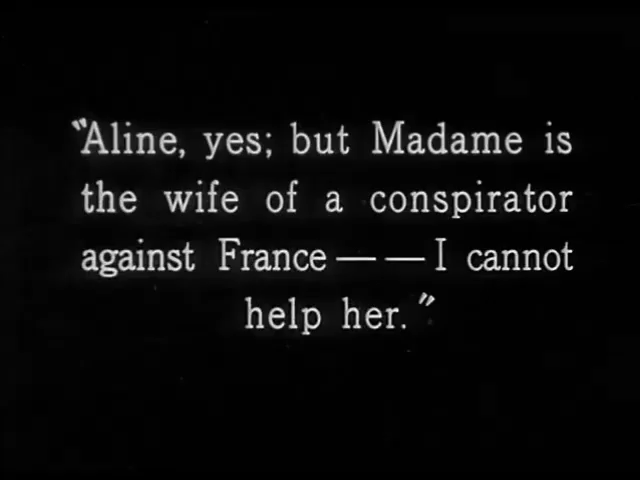 "Aline, yes; but Madame is
the wife of a conspirator
against France — — I cannot
help her."